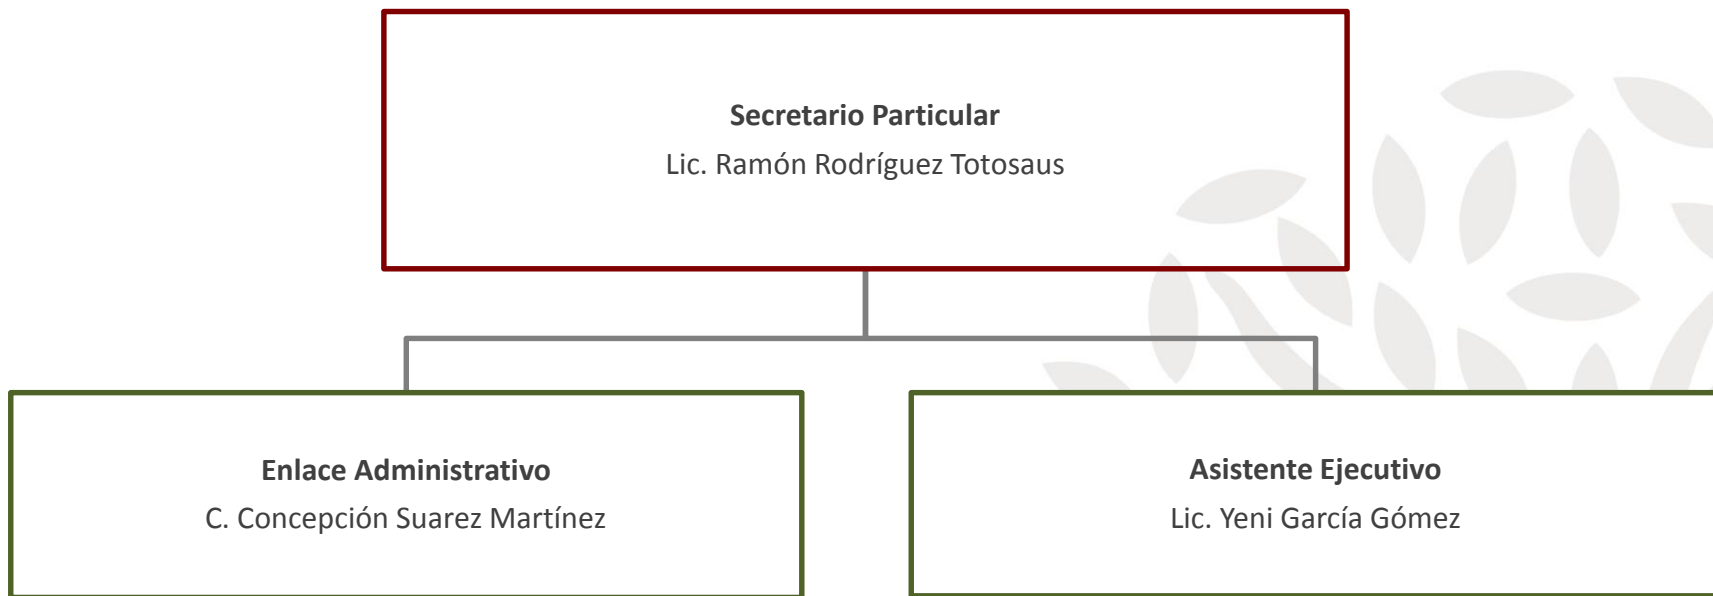 Secretario Particular
Lic. Ramón Rodríguez Totosaus
Enlace Administrativo
C. Concepción Suarez Martínez
Asistente Ejecutivo
Lic. Yeni García Gómez